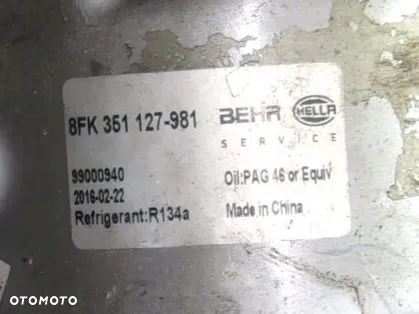 8FK 351 127-981
BEHR HELLA
SERVICE
99000940
Oil:PAG 46 or Equiv
2016-02-22
Refrigerant:R134a
Made in China
OTOMOTO
OTOMOTO